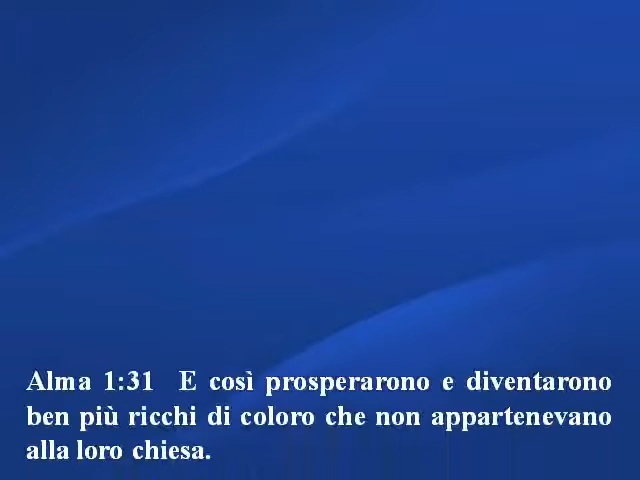 Alma 1:31 E così prosperarono e diventarono
ben più ricchi di coloro che non appartenevano
alla loro chiesa.